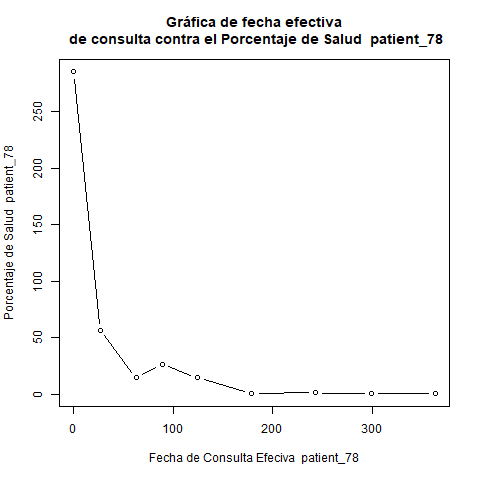 Gráfica de fecha efectiva
de consulta contra el Porcentaje de Salud patient_78
Porcentaje de Salud patient_78
250
200
150
100
50
0
0 100 200 300
Fecha de Consulta Efeciva patient_78